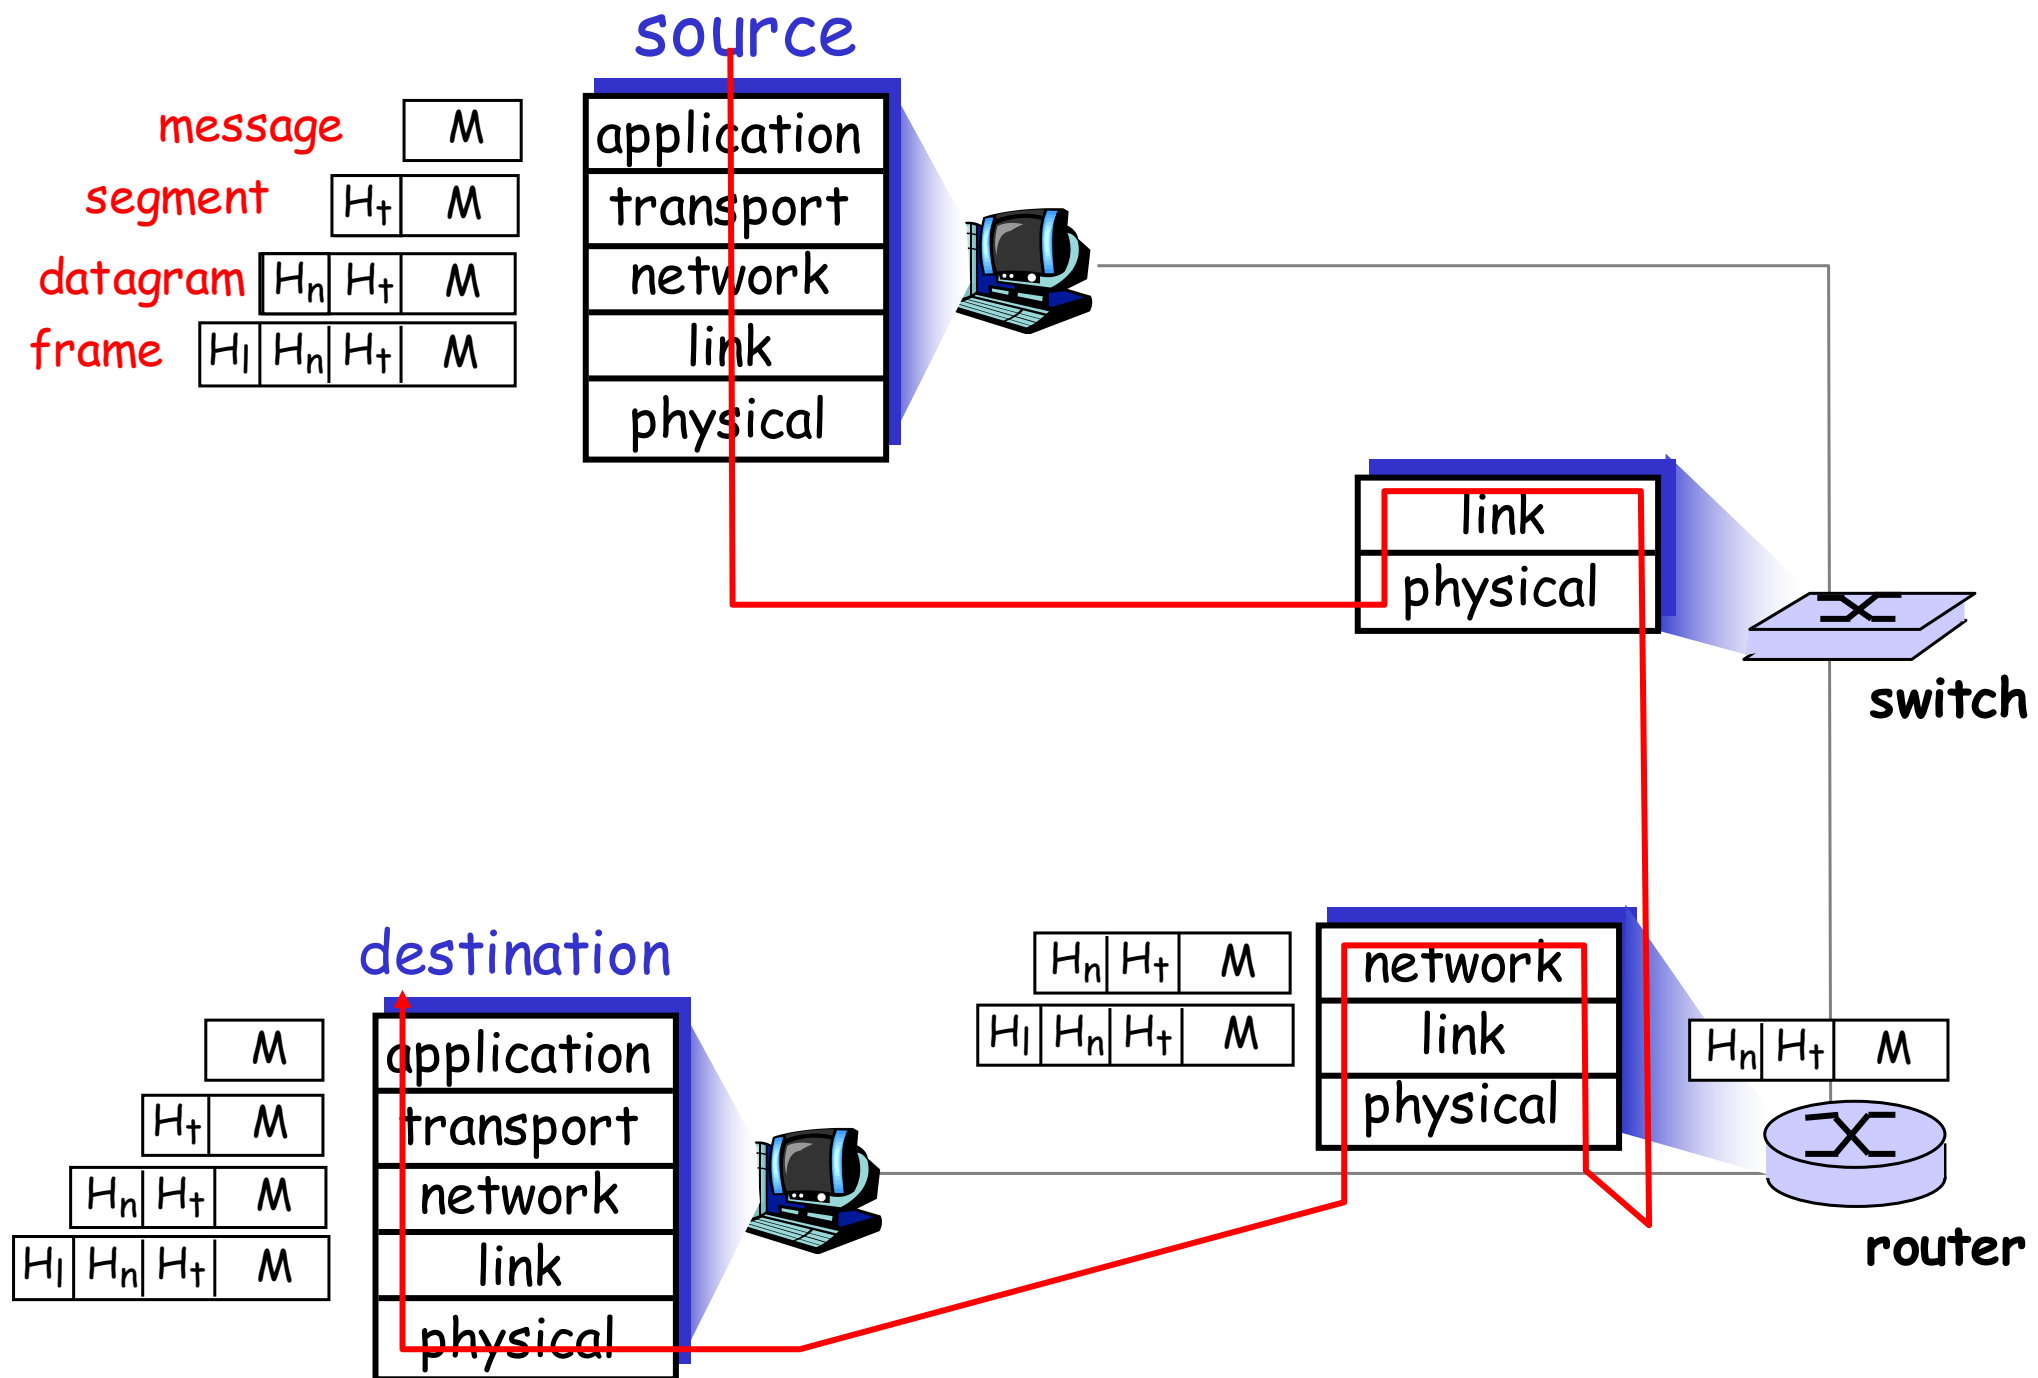 source
message M
segment Ht M
datagram Hn Ht M
frame Hl Hn Ht M
application
transport
network
link
physical
link
physical
switch
destination
M
Ht M
Hn Ht M
Hl Hn Ht M
application
transport
network
link
physical
Hn Ht M
Hl Hn Ht M
network
link
physical
Hn Ht M
router